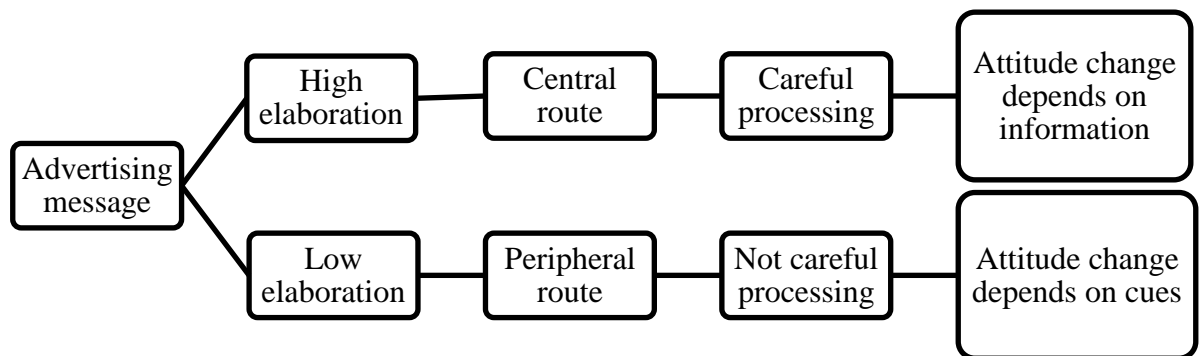 Advertising
message
High
elaboration
Central
route
Careful
processing
Attitude change
depends on
information
Low
elaboration
Peripheral
route
Not careful
processing
Attitude change
depends on cues